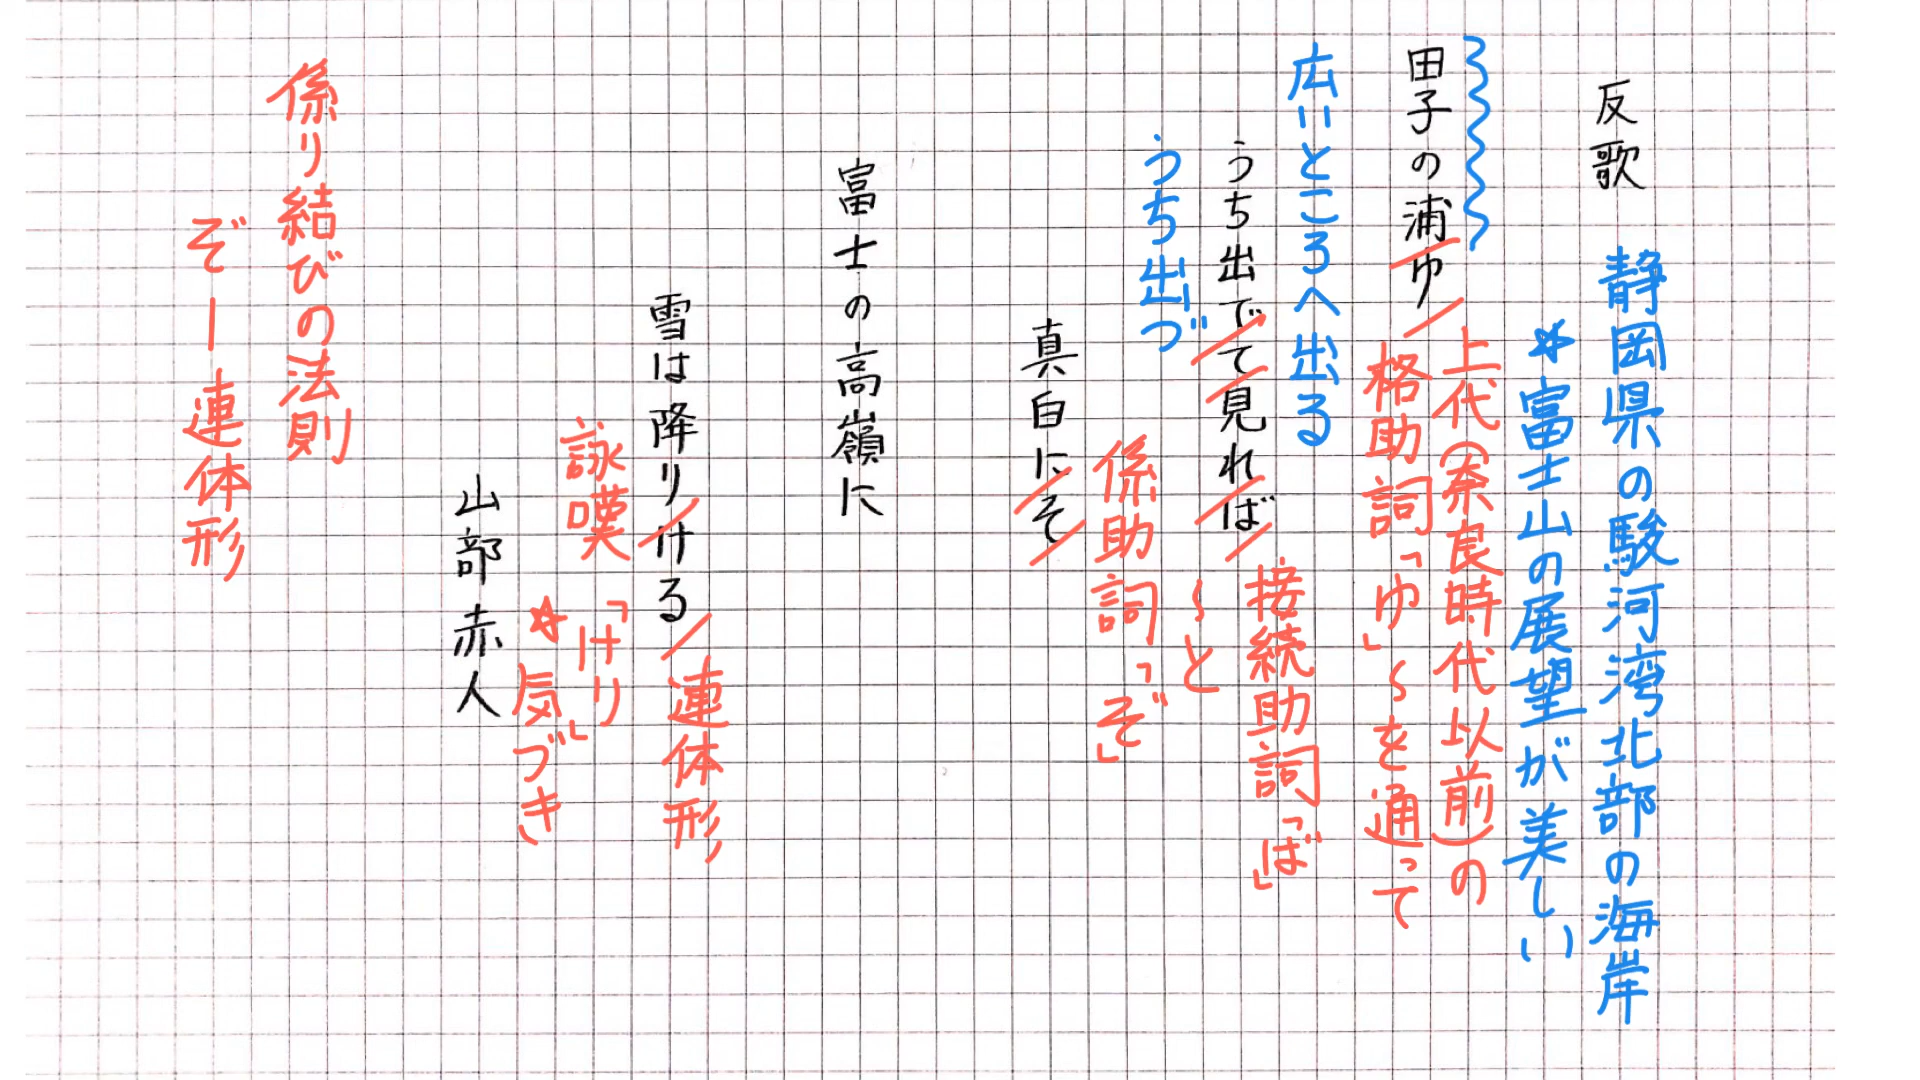 反歌
静岡県の駿河湾北部の海岸
☆富士山の展望が美しい
田子の浦ゆ
上代(奈良時代以前)の
格助詞「ゆ」~を通って
広いところへ出る
うち出でて見れば
接続助詞「ば」
~と
うち出づ
真白にそ
係助詞「ぞ」
富士の高嶺に
雪は降りける
連体形
詠嘆「けり」
☆気づき
山部赤人
係り結びの法則
ぞー連体形